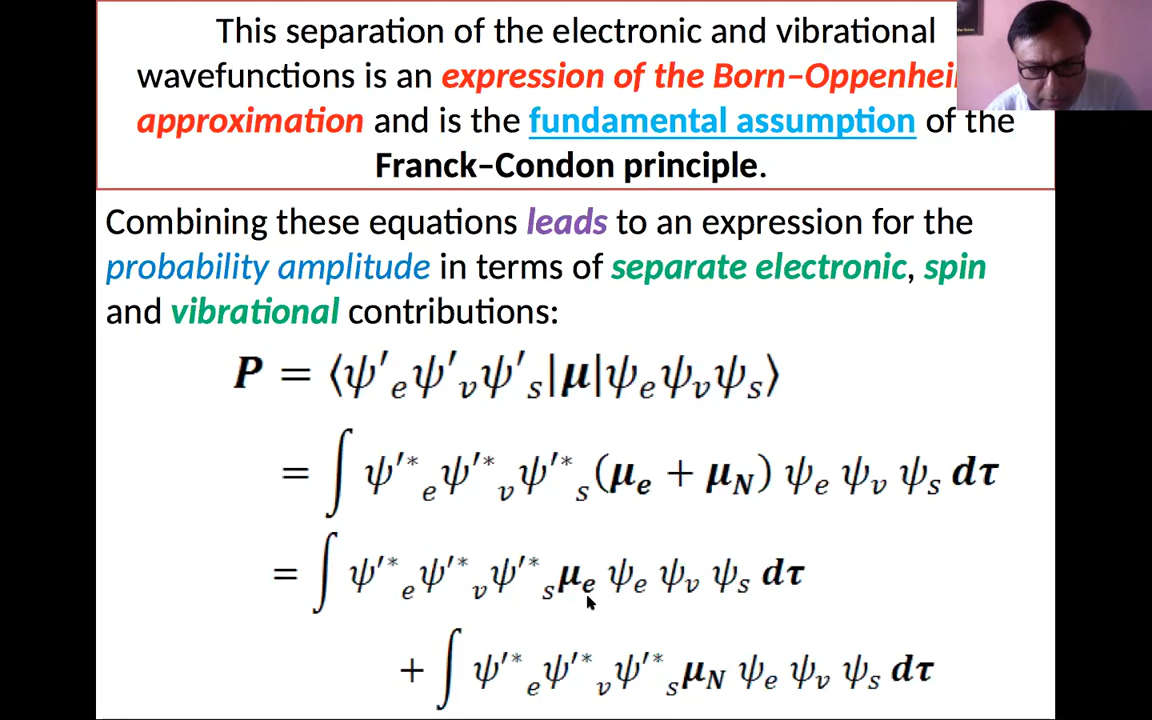 This separation of the electronic and vibrational
wavefunctions is an expression of the Born–Oppenhei
approximation and is the fundamental assumption of the
Franck–Condon principle.
Combining these equations leads to an expression for the
probability amplitude in terms of separate electronic, spin
and vibrational contributions:
P = ⟨ψ′ₑψ′ᵥψ′ₛ|μ|ψₑψᵥψₛ⟩
= ∫ ψ′*ₑψ′*ᵥψ′*ₛ(μₑ + μ_N) ψₑ ψᵥ ψₛ dτ
= ∫ ψ′*ₑψ′*ᵥψ′*ₛμₑ ψₑ ψᵥ ψₛ dτ
+ ∫ ψ′*ₑψ′*ᵥψ′*ₛμ_N ψₑ ψᵥ ψₛ dτ